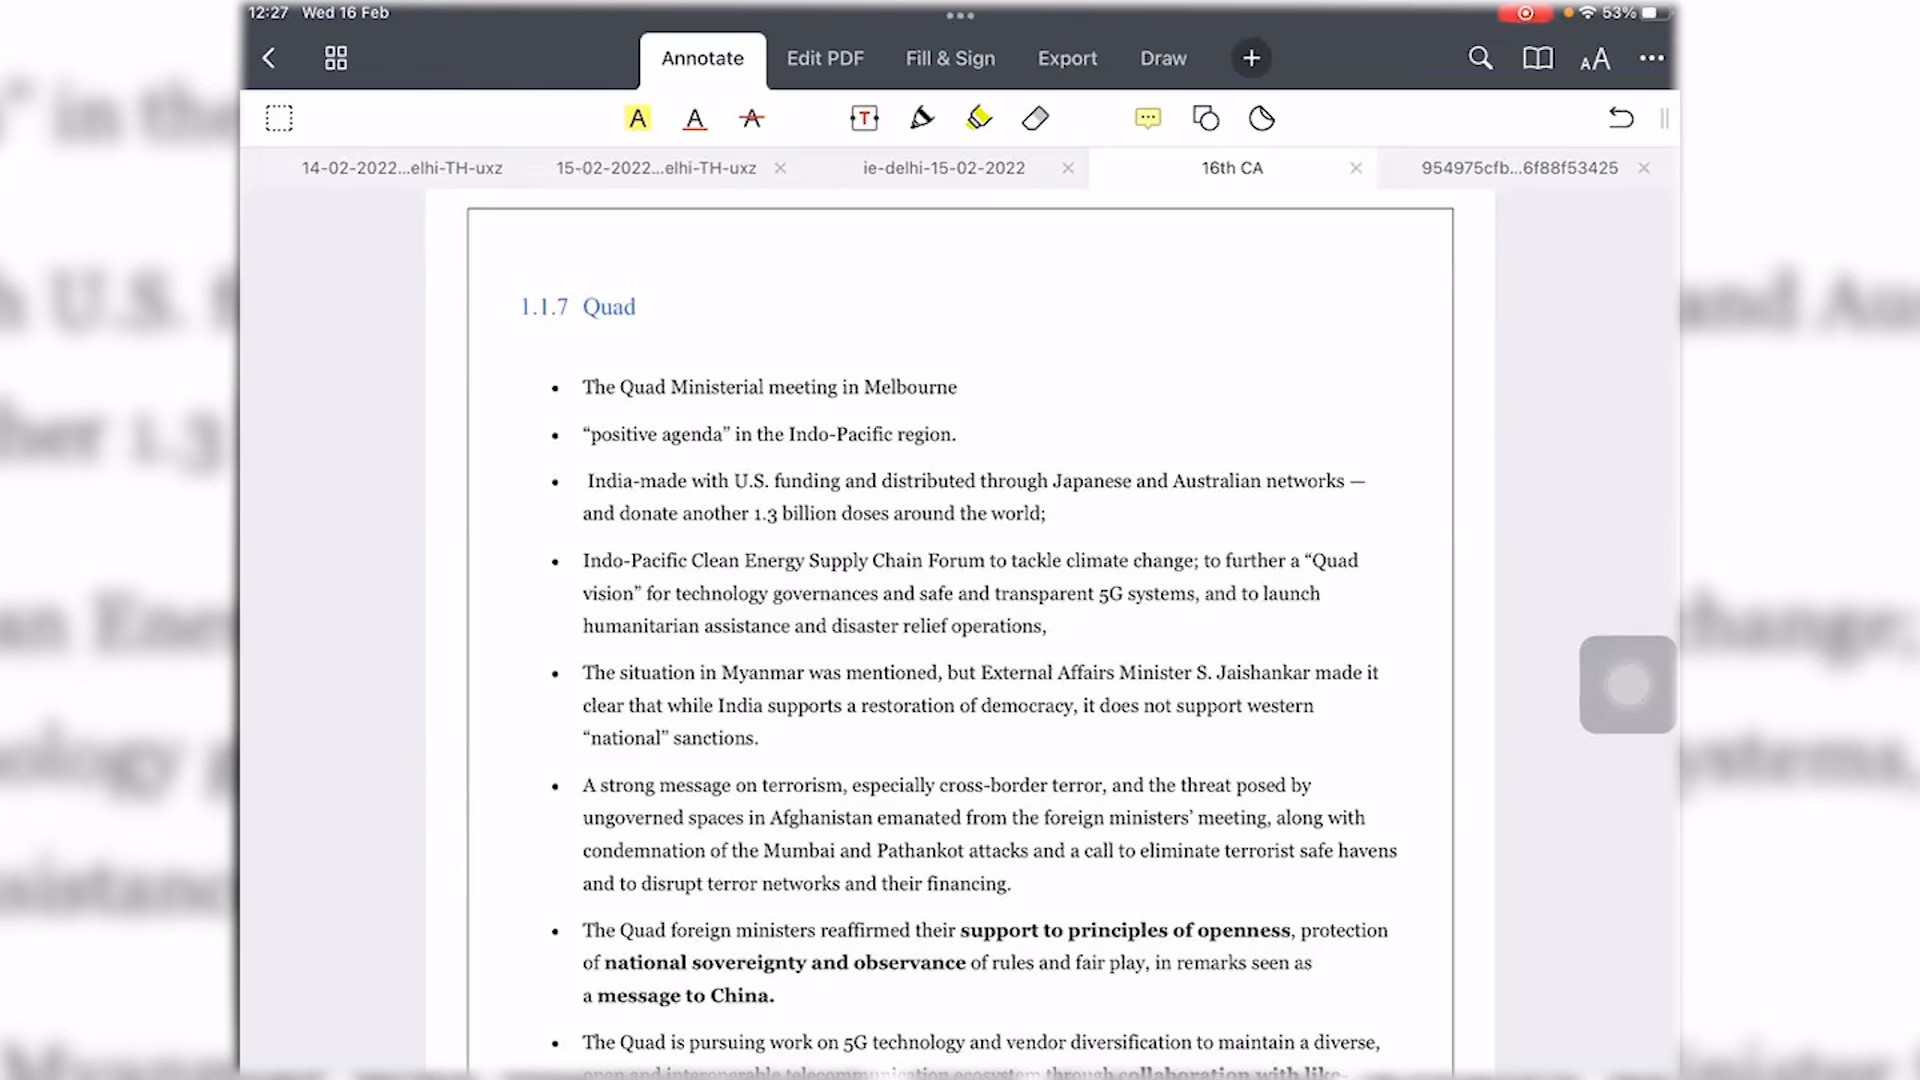 12:27 Wed 16 Feb
53%
Annotate Edit PDF Fill & Sign Export Draw
14-02-2022...elhi-TH-uxz 15-02-2022...elhi-TH-uxz ie-delhi-15-02-2022 16th CA 954975cfb...6f88f53425
1.1.7 Quad
• The Quad Ministerial meeting in Melbourne
• “positive agenda” in the Indo-Pacific region.
• India-made with U.S. funding and distributed through Japanese and Australian networks —
and donate another 1.3 billion doses around the world;
• Indo-Pacific Clean Energy Supply Chain Forum to tackle climate change; to further a “Quad
vision” for technology governances and safe and transparent 5G systems, and to launch
humanitarian assistance and disaster relief operations,
• The situation in Myanmar was mentioned, but External Affairs Minister S. Jaishankar made it
clear that while India supports a restoration of democracy, it does not support western
“national” sanctions.
• A strong message on terrorism, especially cross-border terror, and the threat posed by
ungoverned spaces in Afghanistan emanated from the foreign ministers’ meeting, along with
condemnation of the Mumbai and Pathankot attacks and a call to eliminate terrorist safe havens
and to disrupt terror networks and their financing.
• The Quad foreign ministers reaffirmed their support to principles of openness, protection
of national sovereignty and observance of rules and fair play, in remarks seen as
a message to China.
• The Quad is pursuing work on 5G technology and vendor diversification to maintain a diverse,
open and interoperable telecommunication ecosystem through collaboration with like-